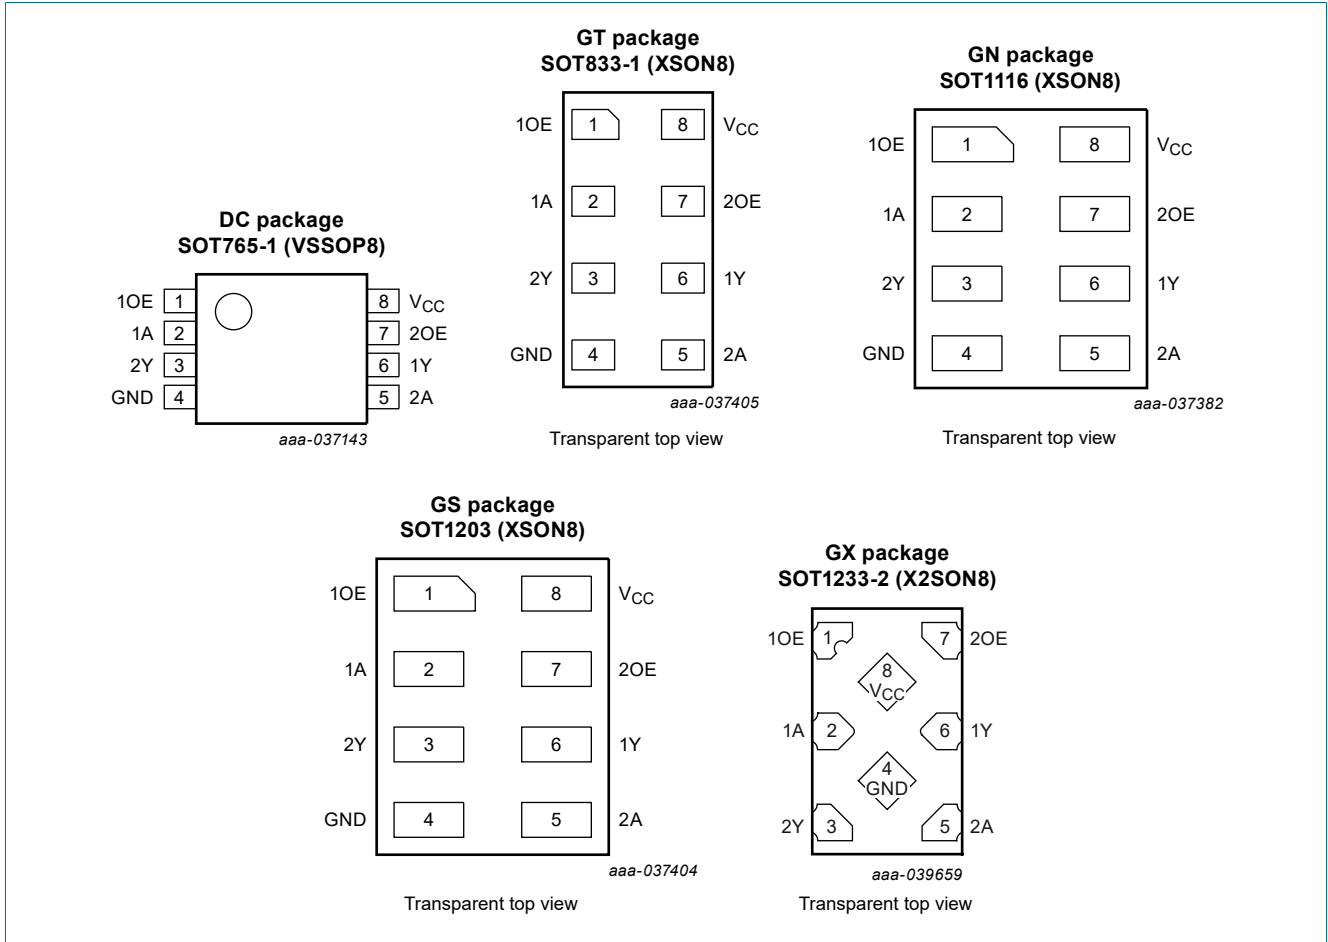 GT package
SOT833-1 (XSON8)
1OE 1 8 VCC
1A 2 7 2OE
2Y 3 6 1Y
GND 4 5 2A
aaa-037405
Transparent top view
GN package
SOT1116 (XSON8)
1OE 1 8 VCC
1A 2 7 2OE
2Y 3 6 1Y
GND 4 5 2A
aaa-037382
Transparent top view
DC package
SOT765-1 (VSSOP8)
1OE 1 8 VCC
1A 2 7 2OE
2Y 3 6 1Y
GND 4 5 2A
aaa-037143
GS package
SOT1203 (XSON8)
1OE 1 8 VCC
1A 2 7 2OE
2Y 3 6 1Y
GND 4 5 2A
aaa-037404
Transparent top view
GX package
SOT1233-2 (X2SON8)
1OE 1 7 2OE
8
VCC
1A 2 6 1Y
4
GND
2Y 3 5 2A
aaa-039659
Transparent top view